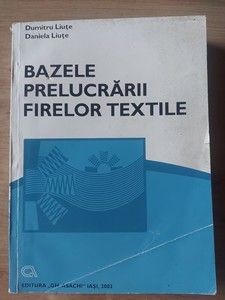 Dumitru Liuțe
Daniela Liuțe
BAZELE
PRELUCRĂRII
FIRELOR TEXTILE
EDITURA "GH. ASACHI" IAȘI, 2002